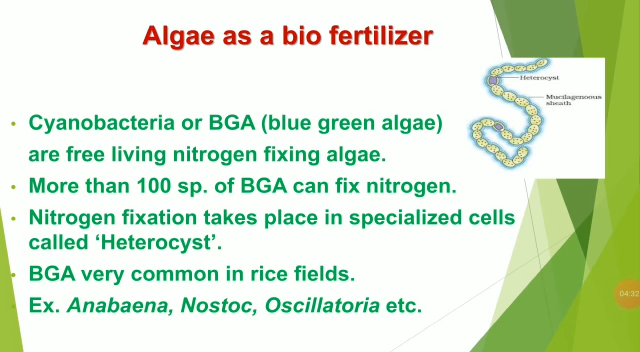 Algae as a bio fertilizer
Heterocyst
Mucilagenous
sheath
• Cyanobacteria or BGA (blue green algae)
are free living nitrogen fixing algae.
• More than 100 sp. of BGA can fix nitrogen.
• Nitrogen fixation takes place in specialized cells
called ‘Heterocyst’.
• BGA very common in rice fields.
• Ex. Anabaena, Nostoc, Oscillatoria etc.
04:32